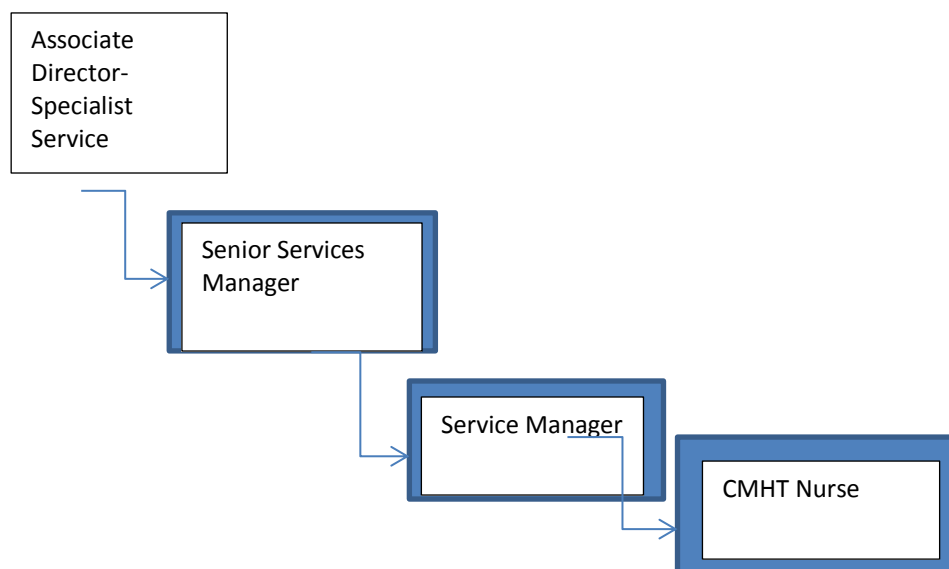 Associate
Director-
Specialist
Service
Senior Services
Manager
Service Manager
CMHT Nurse